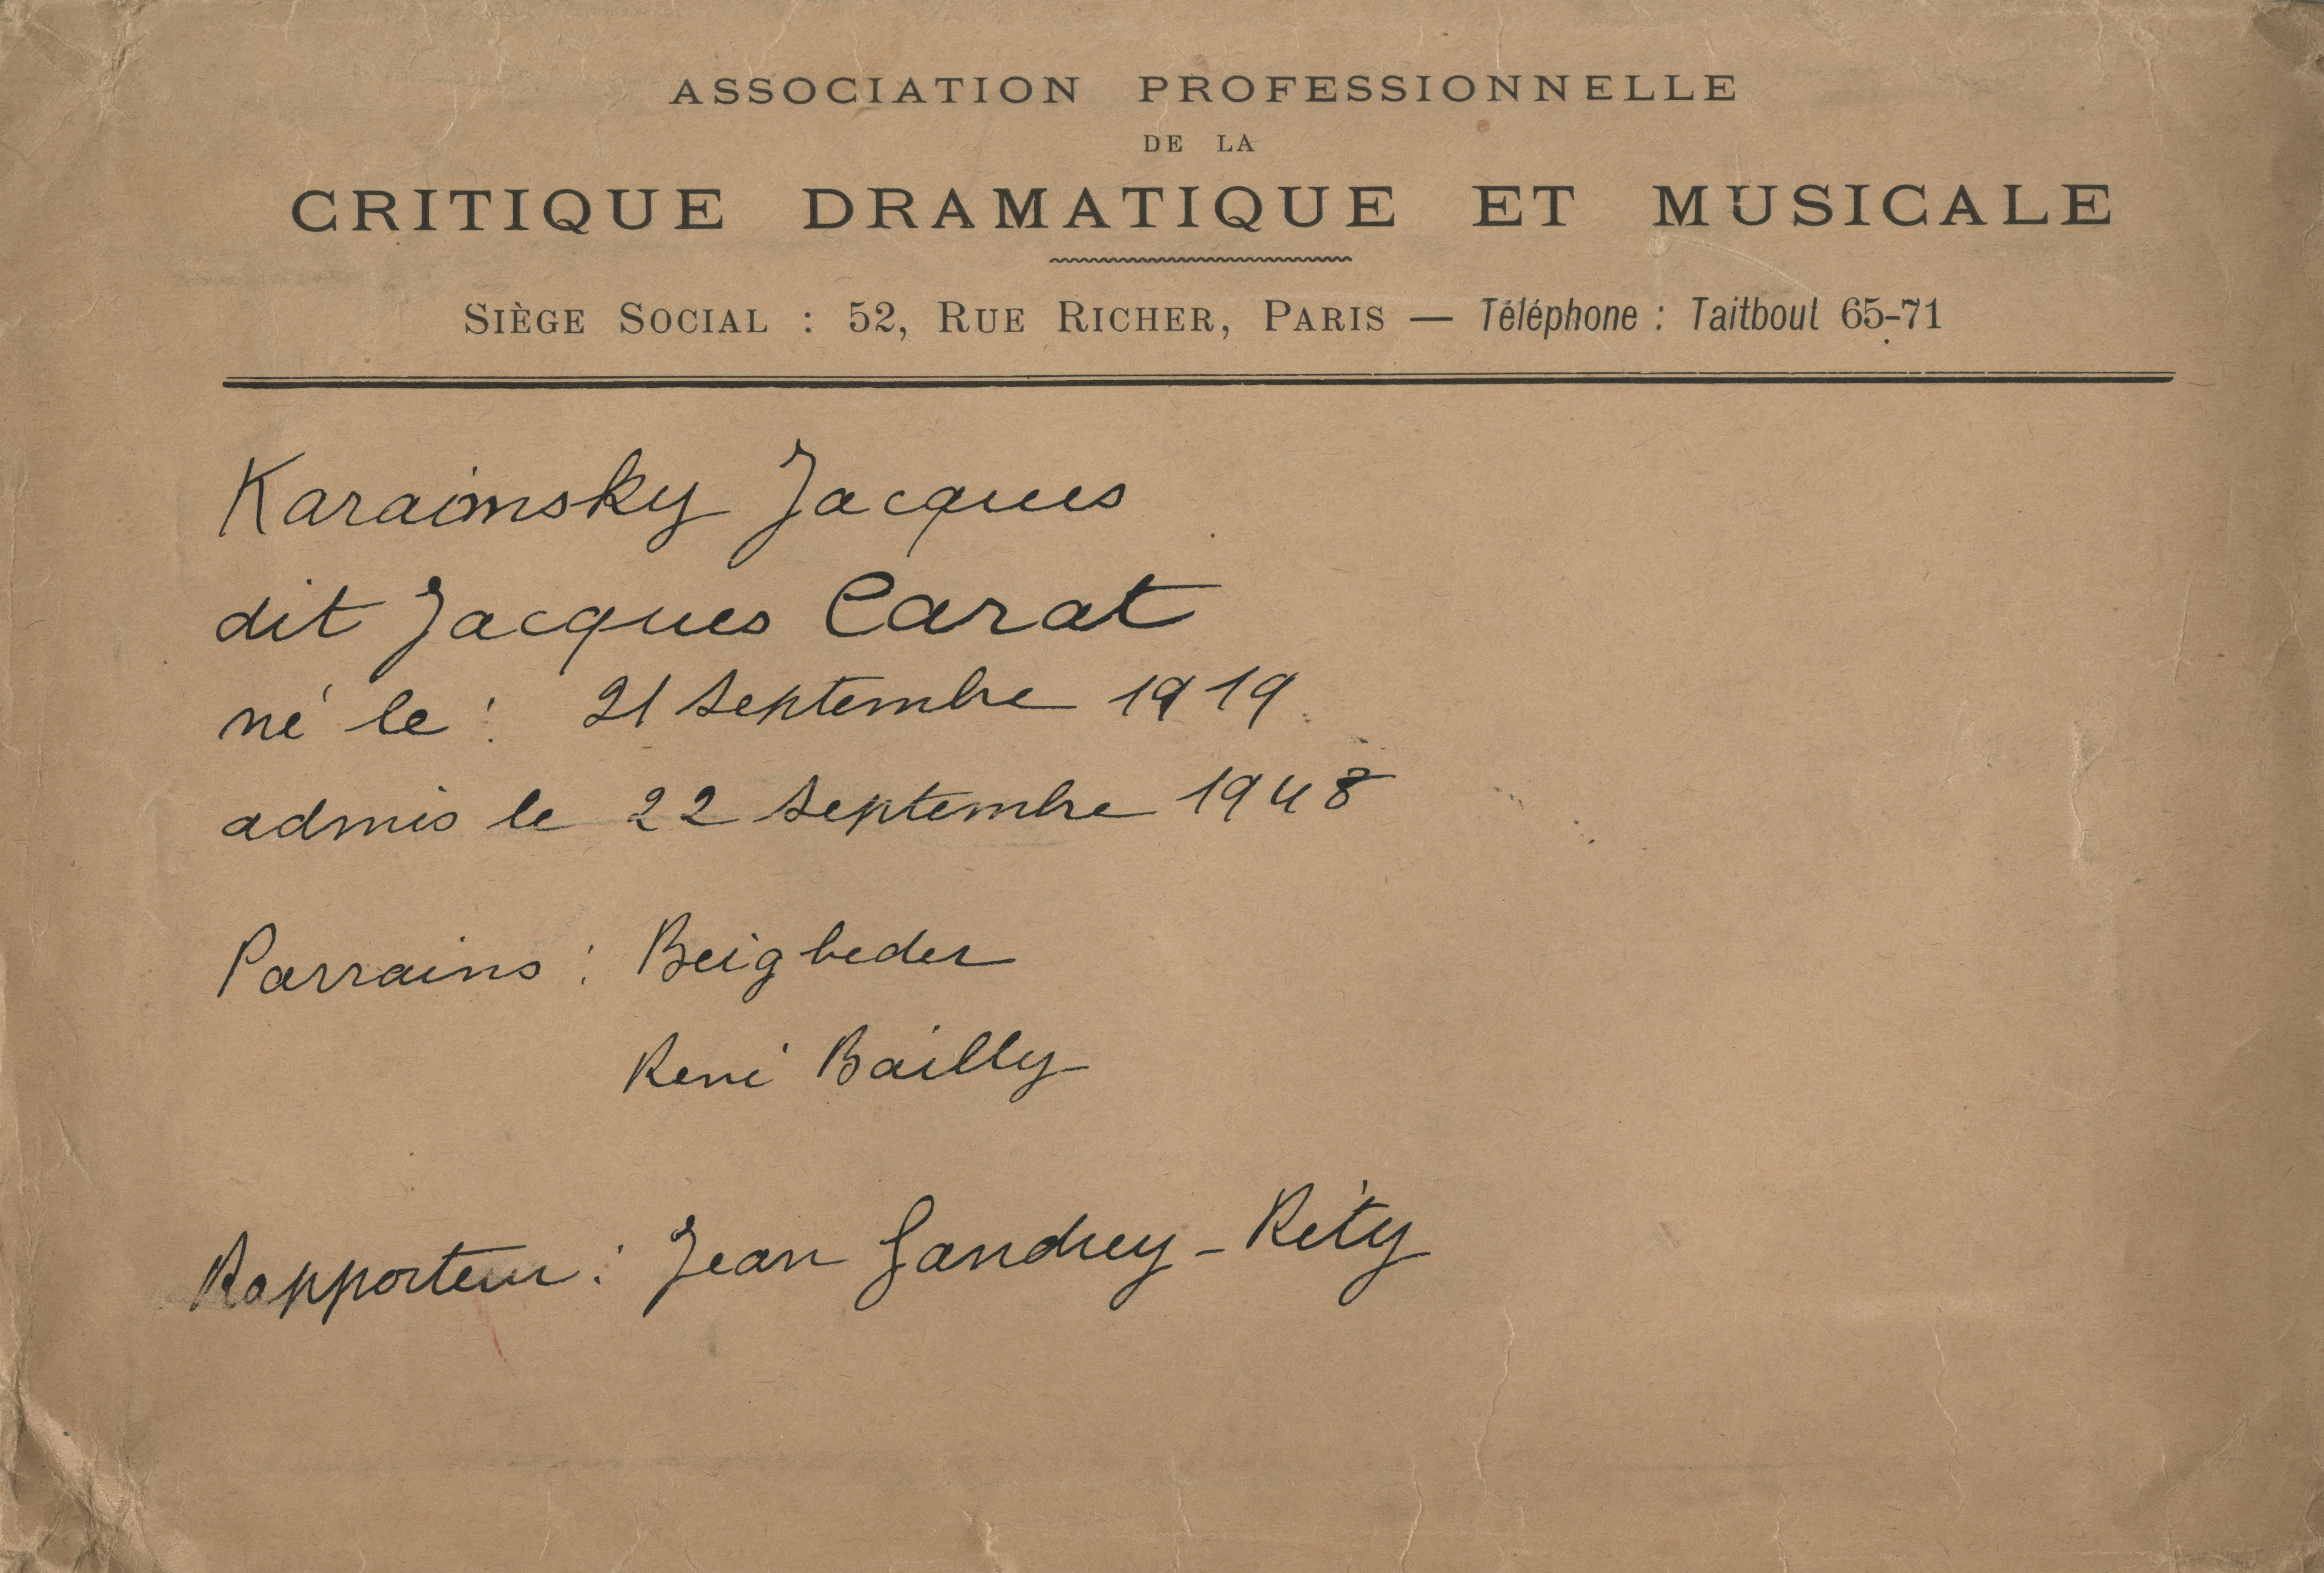 ASSOCIATION PROFESSIONNELLE
DE LA
CRITIQUE DRAMATIQUE ET MUSICALE
SIÈGE SOCIAL : 52, RUE RICHER, PARIS — Téléphone : Taitbout 65-71
Karaimsky Jacques
dit Jacques Carat
né le : 21 septembre 1919
admis le 22 septembre 1948
Parrains : Beigbeder
René Bailly
Rapporteur : Jean Gandrey-Réty